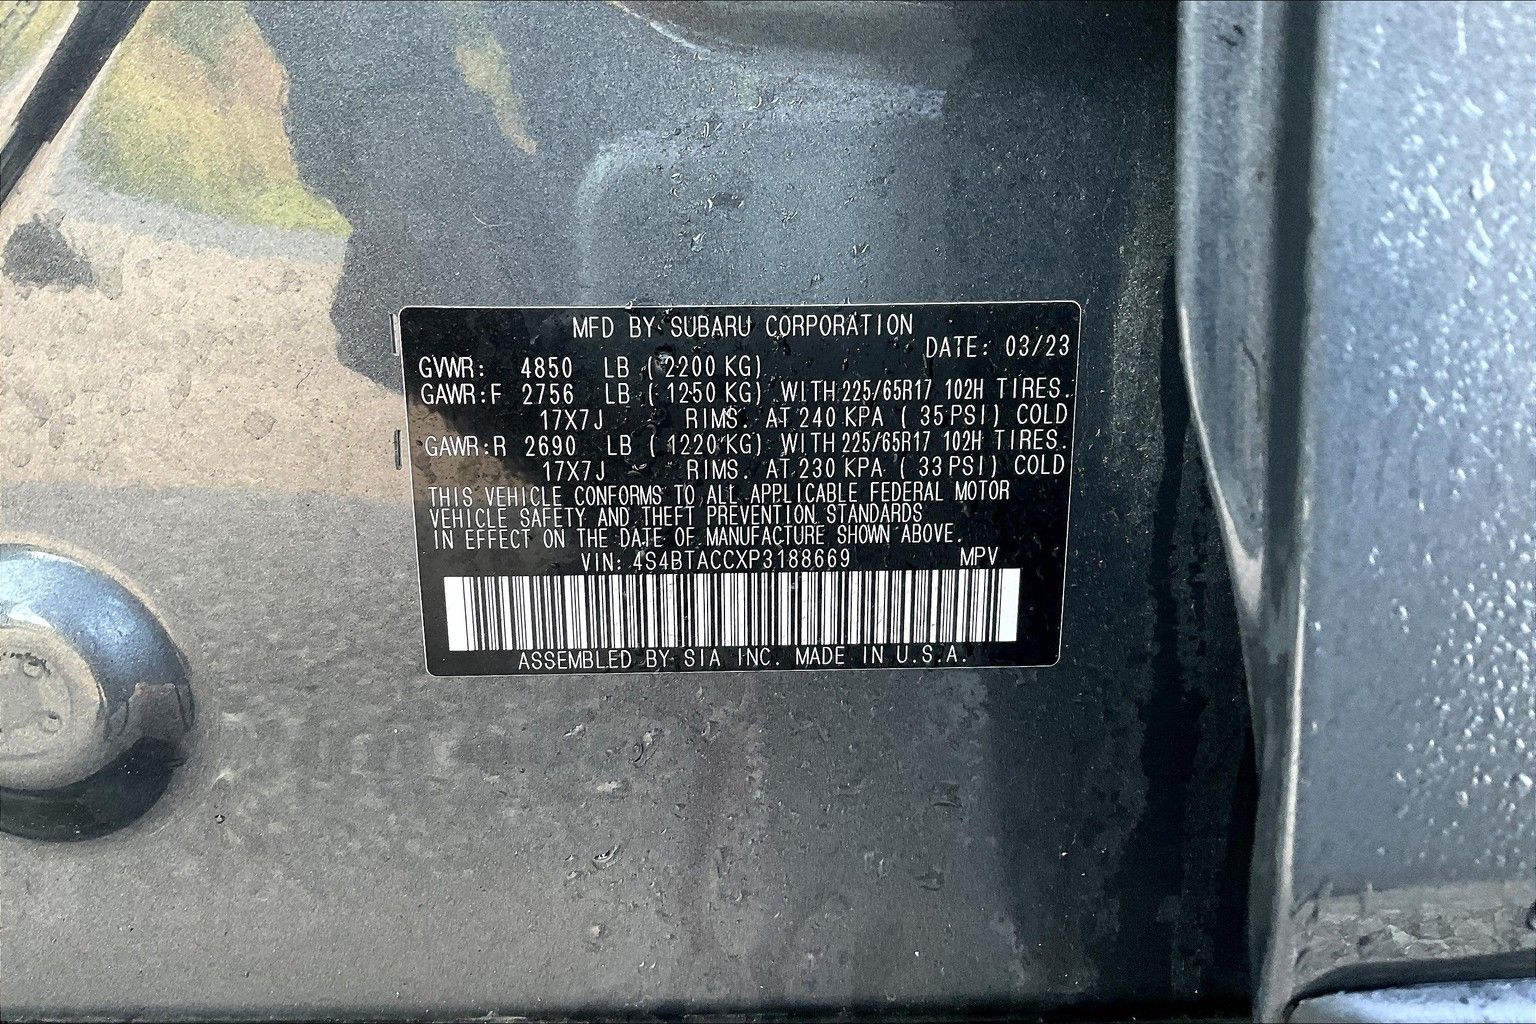 MFD BY SUBARU CORPORATION
DATE: 03/23
GVWR: 4850 LB ( 2200 KG)
GAWR:F 2756 LB ( 1250 KG) WITH 225/65R17 102H TIRES.
17X7J RIMS. AT 240 KPA ( 35 PSI) COLD
GAWR:R 2690 LB ( 1220 KG) WITH 225/65R17 102H TIRES.
17X7J RIMS. AT 230 KPA ( 33 PSI) COLD
THIS VEHICLE CONFORMS TO ALL APPLICABLE FEDERAL MOTOR
VEHICLE SAFETY AND THEFT PREVENTION STANDARDS
IN EFFECT ON THE DATE OF MANUFACTURE SHOWN ABOVE.
VIN: 4S4BTACCXP3188669 MPV
ASSEMBLED BY SIA INC. MADE IN U.S.A.